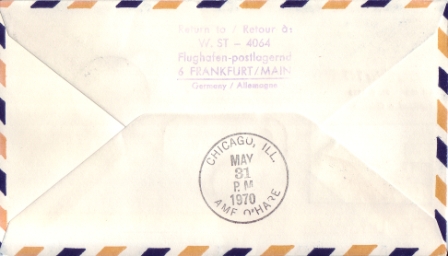 Return to / Retour à
W. ST – 4064
Flughafen-postlagernd
6 FRANKFURT/MAIN
Germany / Allemagne
CHICAGO, ILL.
MAY
31
P.M
1970
AMF O'HARE